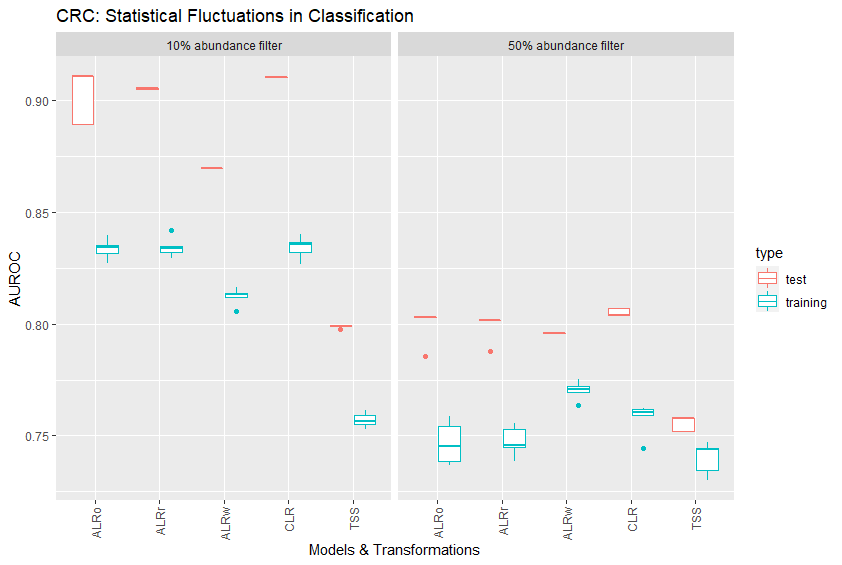 CRC: Statistical Fluctuations in Classification
10% abundance filter
50% abundance filter
AUROC
0.90
0.85
0.80
0.75
ALRo
ALRr
ALRw
CLR
TSS
ALRo
ALRr
ALRw
CLR
TSS
Models & Transformations
type
test
training